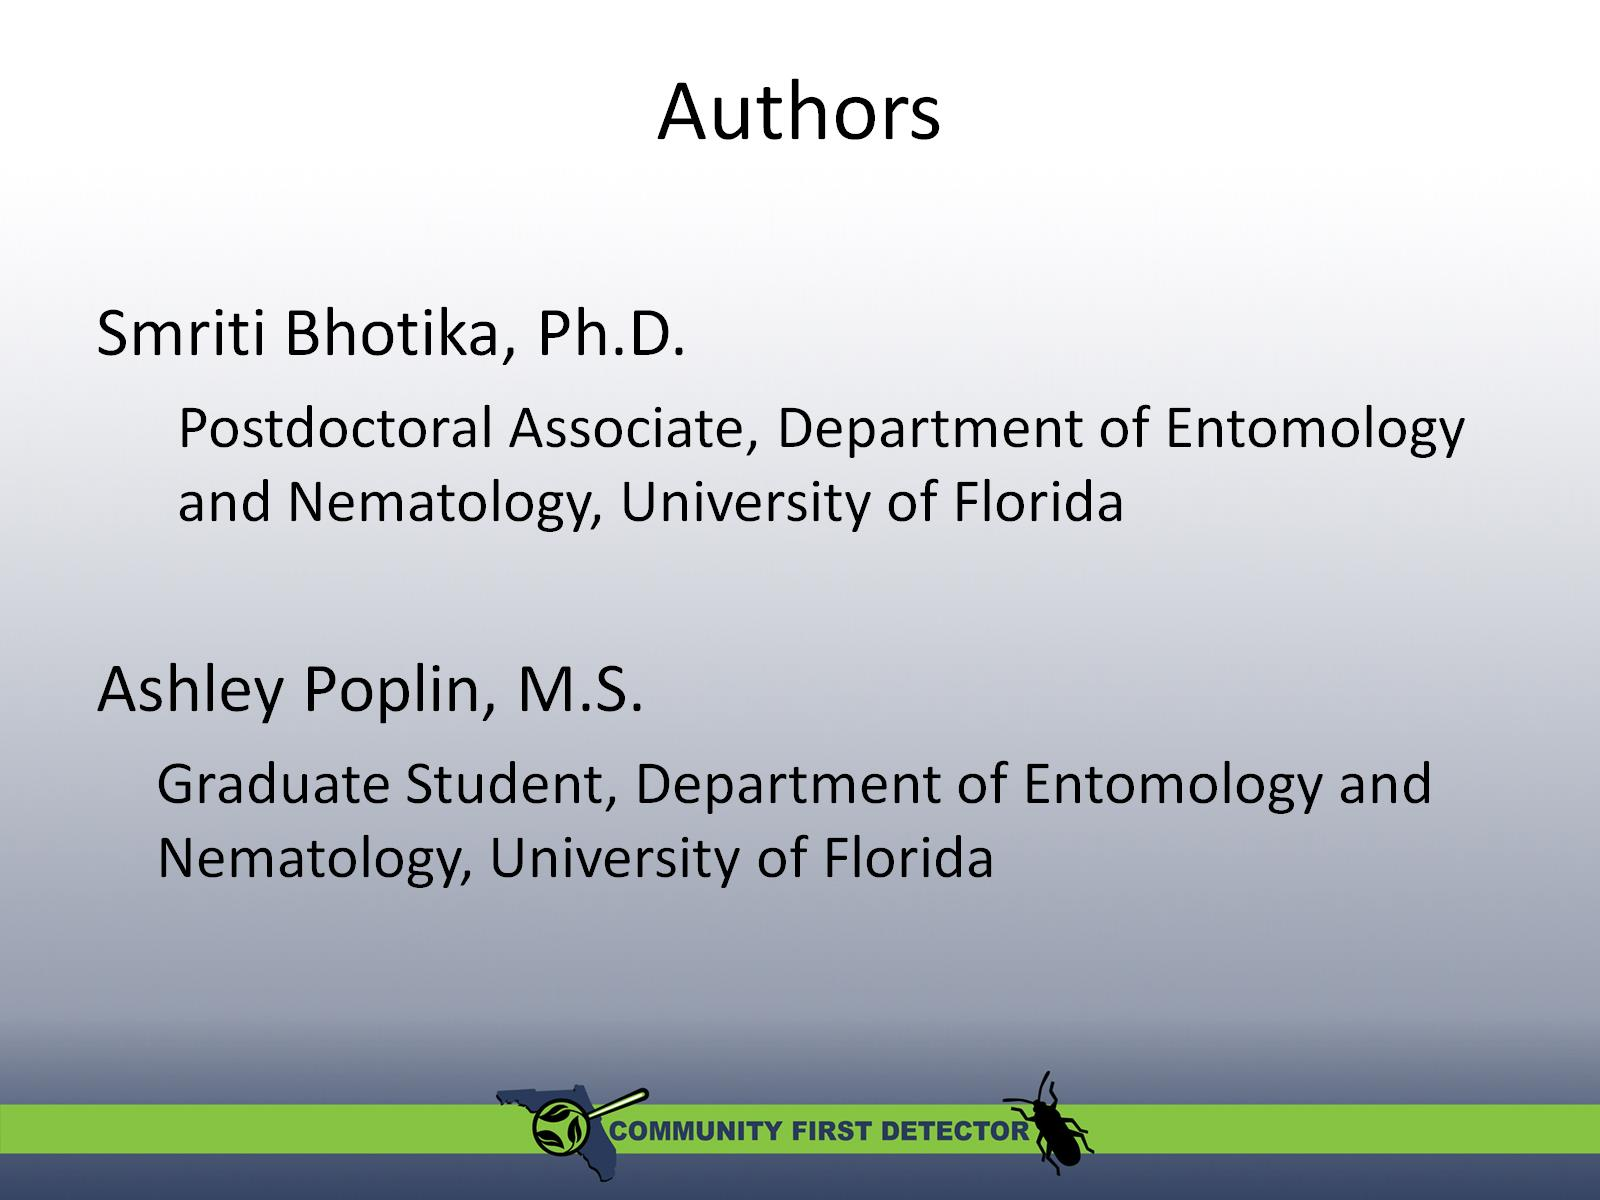 Authors
Smriti Bhotika, Ph.D.
Postdoctoral Associate, Department of Entomology
and Nematology, University of Florida
Ashley Poplin, M.S.
Graduate Student, Department of Entomology and
Nematology, University of Florida
COMMUNITY FIRST DETECTOR